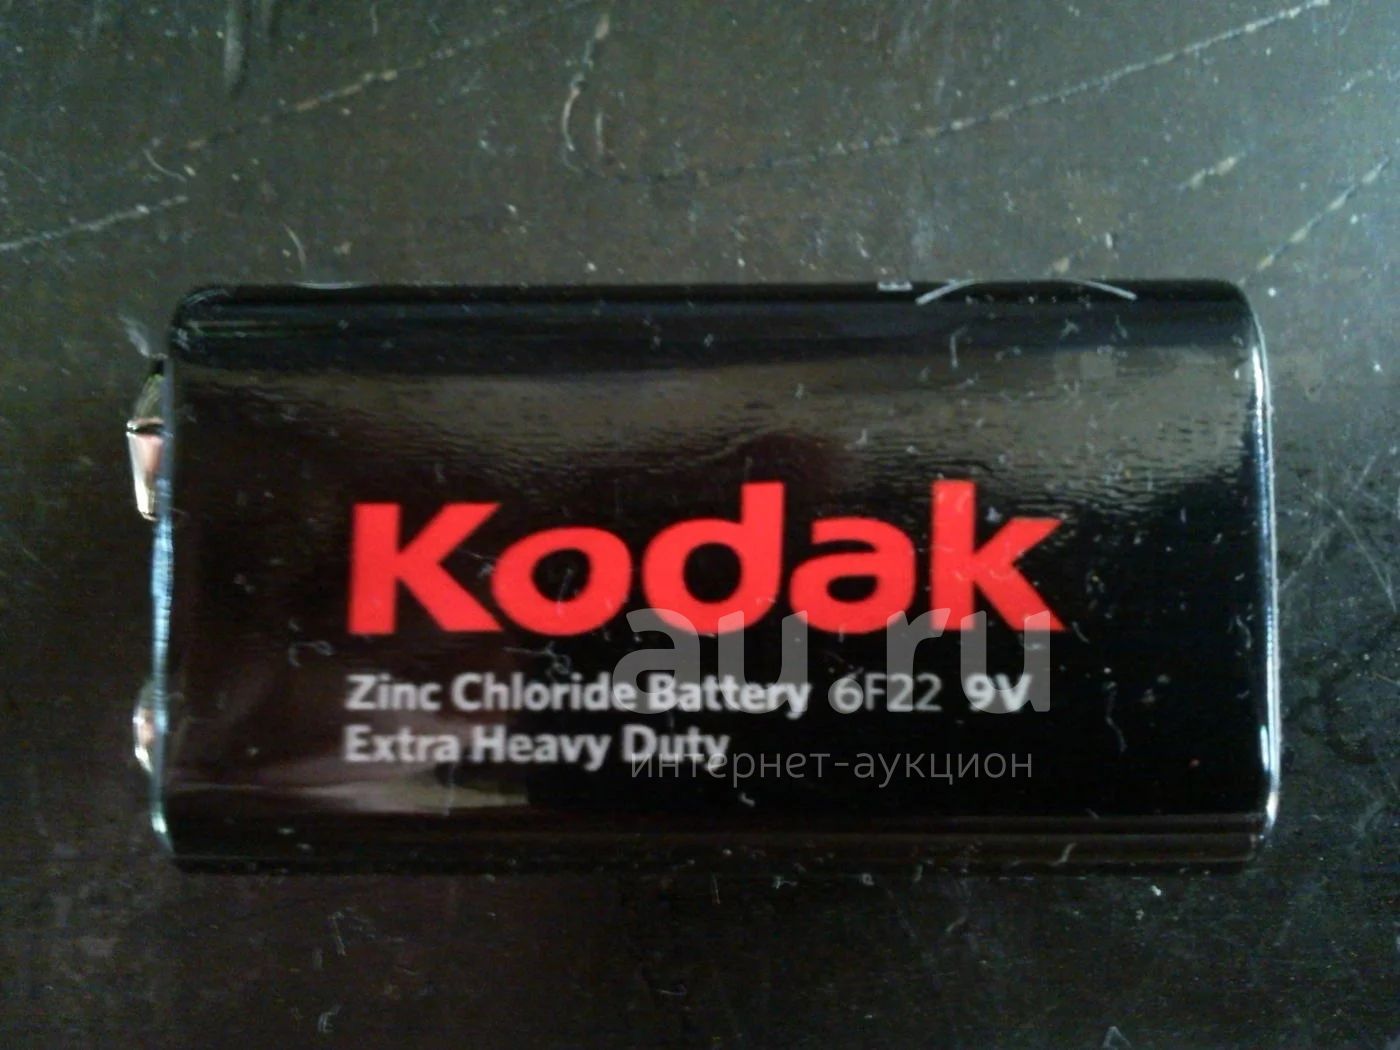 Kodak
Zinc Chloride Battery 6F22 9V
Extra Heavy Duty
au.ru
интернет-аукцион